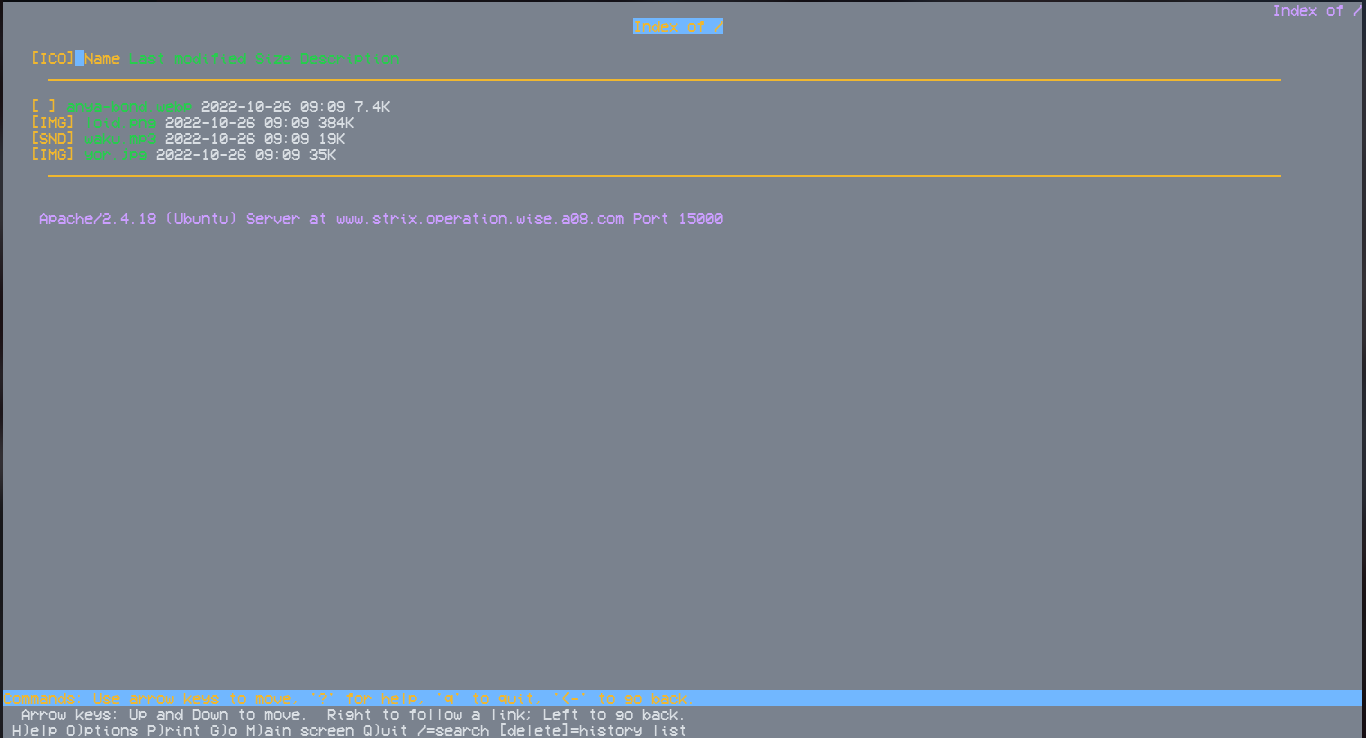 Index of /
Index of /
[ICO] Name Last modified Size Description
[ ] anya-bond.webp 2022-10-26 09:09 7.4K
[IMG] loid.png 2022-10-26 09:09 384K
[SND] waku.mp3 2022-10-26 09:09 19K
[IMG] yor.jpg 2022-10-26 09:09 35K
Apache/2.4.18 (Ubuntu) Server at www.strix.operation.wise.a08.com Port 15000
Commands: Use arrow keys to move, '?' for help, 'q' to quit, '<-' to go back.
Arrow keys: Up and Down to move. Right to follow a link; Left to go back.
H)elp O)ptions P)rint G)o M)ain screen Q)uit /=search [delete]=history list